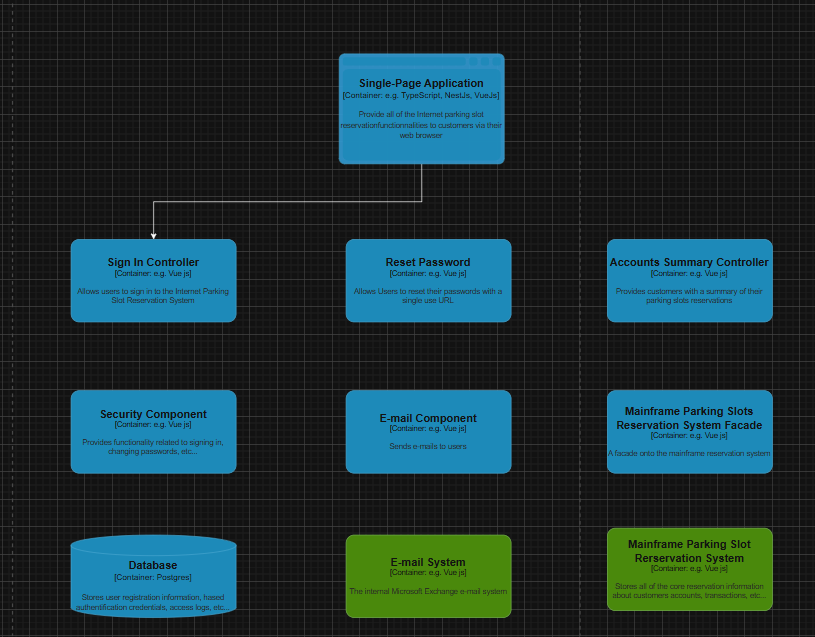 Single-Page Application
[Container: e.g. TypeScript, NestJs, VueJs]
Provide all of the Internet parking slot
reservationfunctionnalities to customers via their
web browser
Sign In Controller
[Container: e.g. Vue js]
Allows users to sign in to the Internet Parking
Slot Reservation System
Reset Password
[Container: e.g. Vue js]
Allows Users to reset their passwords with a
single use URL
Accounts Summary Controller
[Container: e.g. Vue js]
Provides customers with a summary of their
parking slots reservations
Security Component
[Container: e.g. Vue js]
Provides functionality related to signing in,
changing passwords, etc...
E-mail Component
[Container: e.g. Vue js]
Sends e-mails to users
Mainframe Parking Slots
Reservation System Facade
[Container: e.g. Vue js]
A facade onto the mainframe reservation system
Database
[Container: Postgres]
Stores user registration information, hased
authentification credentials, access logs, etc...
E-mail System
[Container: e.g. Vue js]
The internal Microsoft Exchange e-mail system
Mainframe Parking Slot
Rerservation System
[Container: e.g. Vue js]
Stores all of the core reservation information
about customers accounts, transactions, etc...